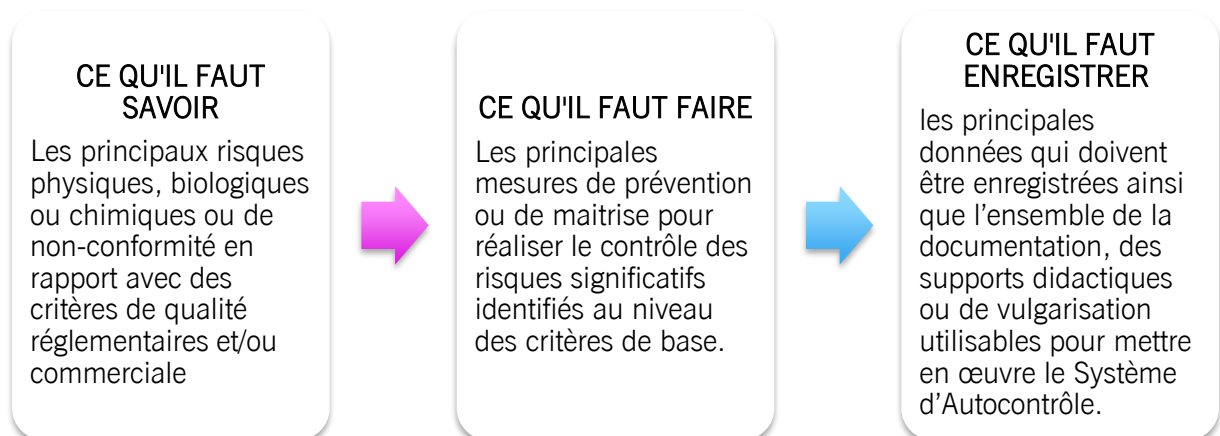 CE QU'IL FAUT
SAVOIR
Les principaux risques
physiques, biologiques
ou chimiques ou de
non-conformité en
rapport avec des
critères de qualité
réglementaires et/ou
commerciale
CE QU'IL FAUT FAIRE
Les principales
mesures de prévention
ou de maitrise pour
réaliser le contrôle des
risques significatifs
identifiés au niveau
des critères de base.
CE QU'IL FAUT
ENREGISTRER
les principales
données qui doivent
être enregistrées ainsi
que l’ensemble de la
documentation, des
supports didactiques
ou de vulgarisation
utilisables pour mettre
en œuvre le Système
d’Autocontrôle.